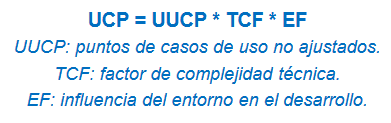 UCP = UUCP * TCF * EF
UUCP: puntos de casos de uso no ajustados.
TCF: factor de complejidad técnica.
EF: influencia del entorno en el desarrollo.